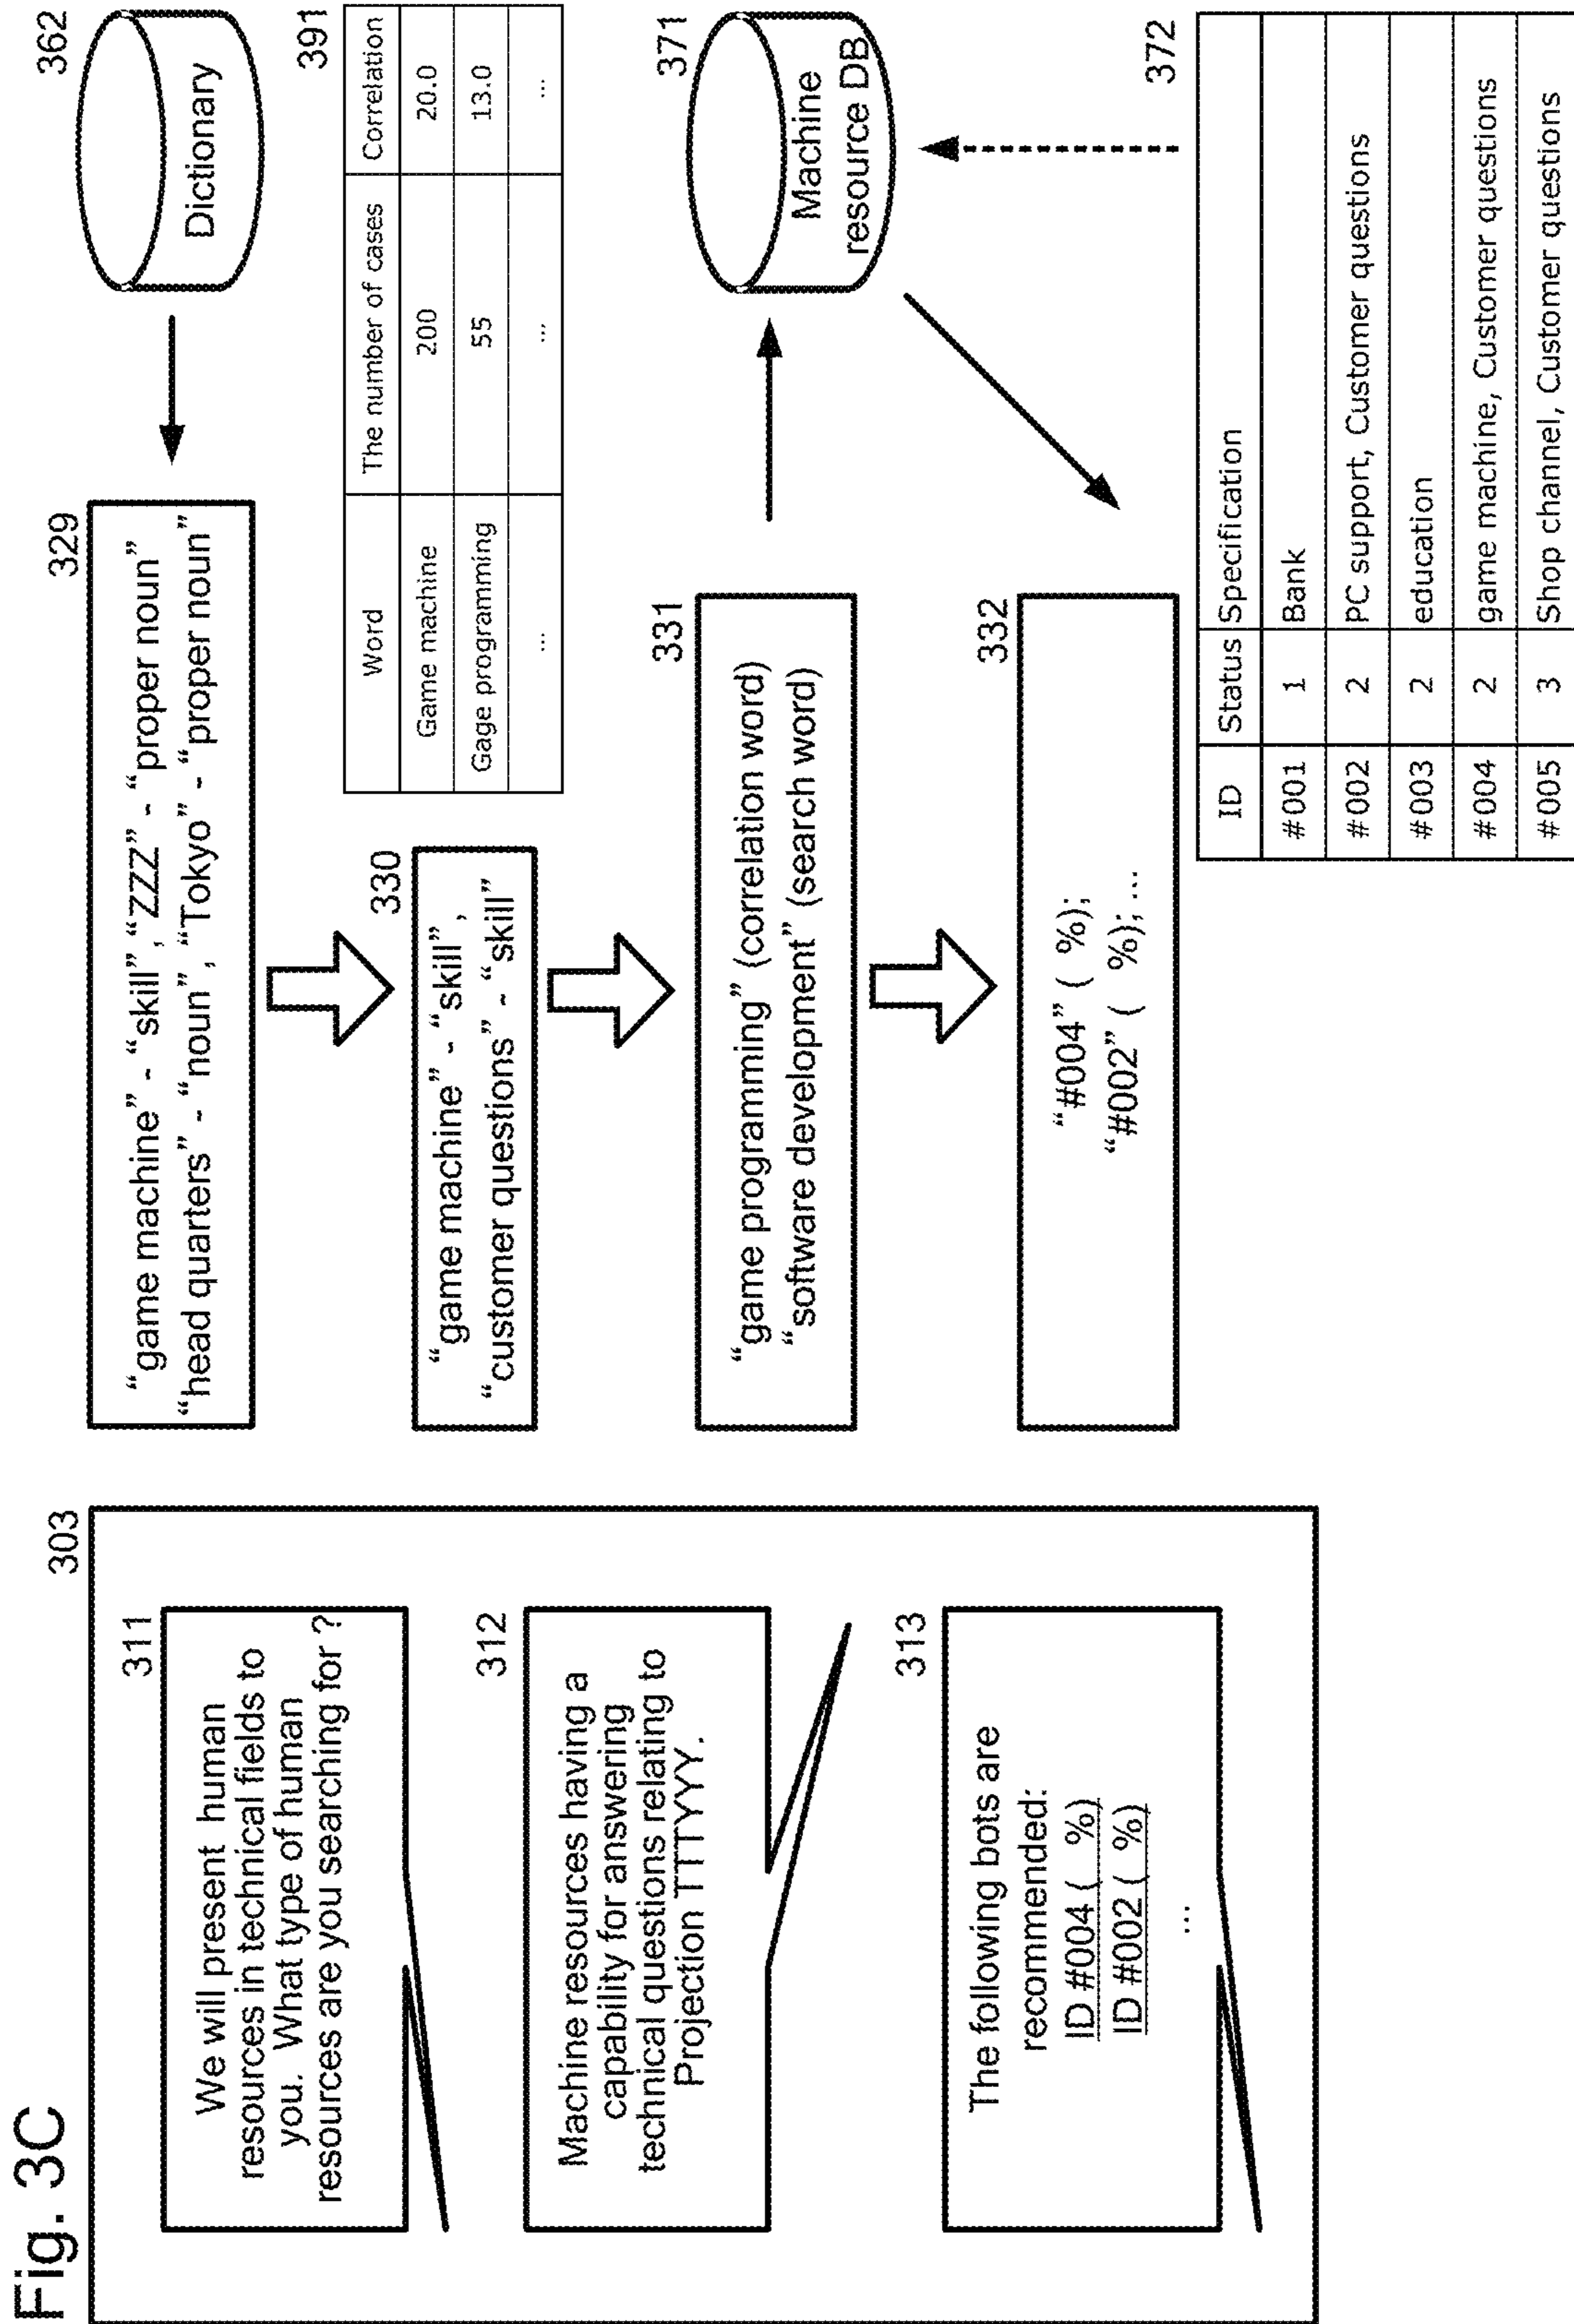 Fig. 3C
303
311
We will present human
resources in technical fields to
you. What type of human
resources are you searching for ?
312
Machine resources having a
capability for answering
technical questions relating to
Projection TTTYYY.
313
The following bots are
recommended:
ID #004 ( %)
ID #002 ( %)
...
329
“game machine” - “skill”, “ZZZ” - “proper noun”
“head quarters” - “noun”, “Tokyo” - “proper noun”
362
Dictionary
330
“game machine” - “skill”,
“customer questions” - “skill”
391
Word The number of cases Correlation
Game machine 200 20.0
Gage programming 55 13.0
... ... ...
331
“game programming” (correlation word)
“software development” (search word)
371
Machine
resource DB
332
“#004” ( %);
“#002” ( %); ...
372
ID Status Specification
#001 1 Bank
#002 2 PC support, Customer questions
#003 2 education
#004 2 game machine, Customer questions
#005 3 Shop channel, Customer questions